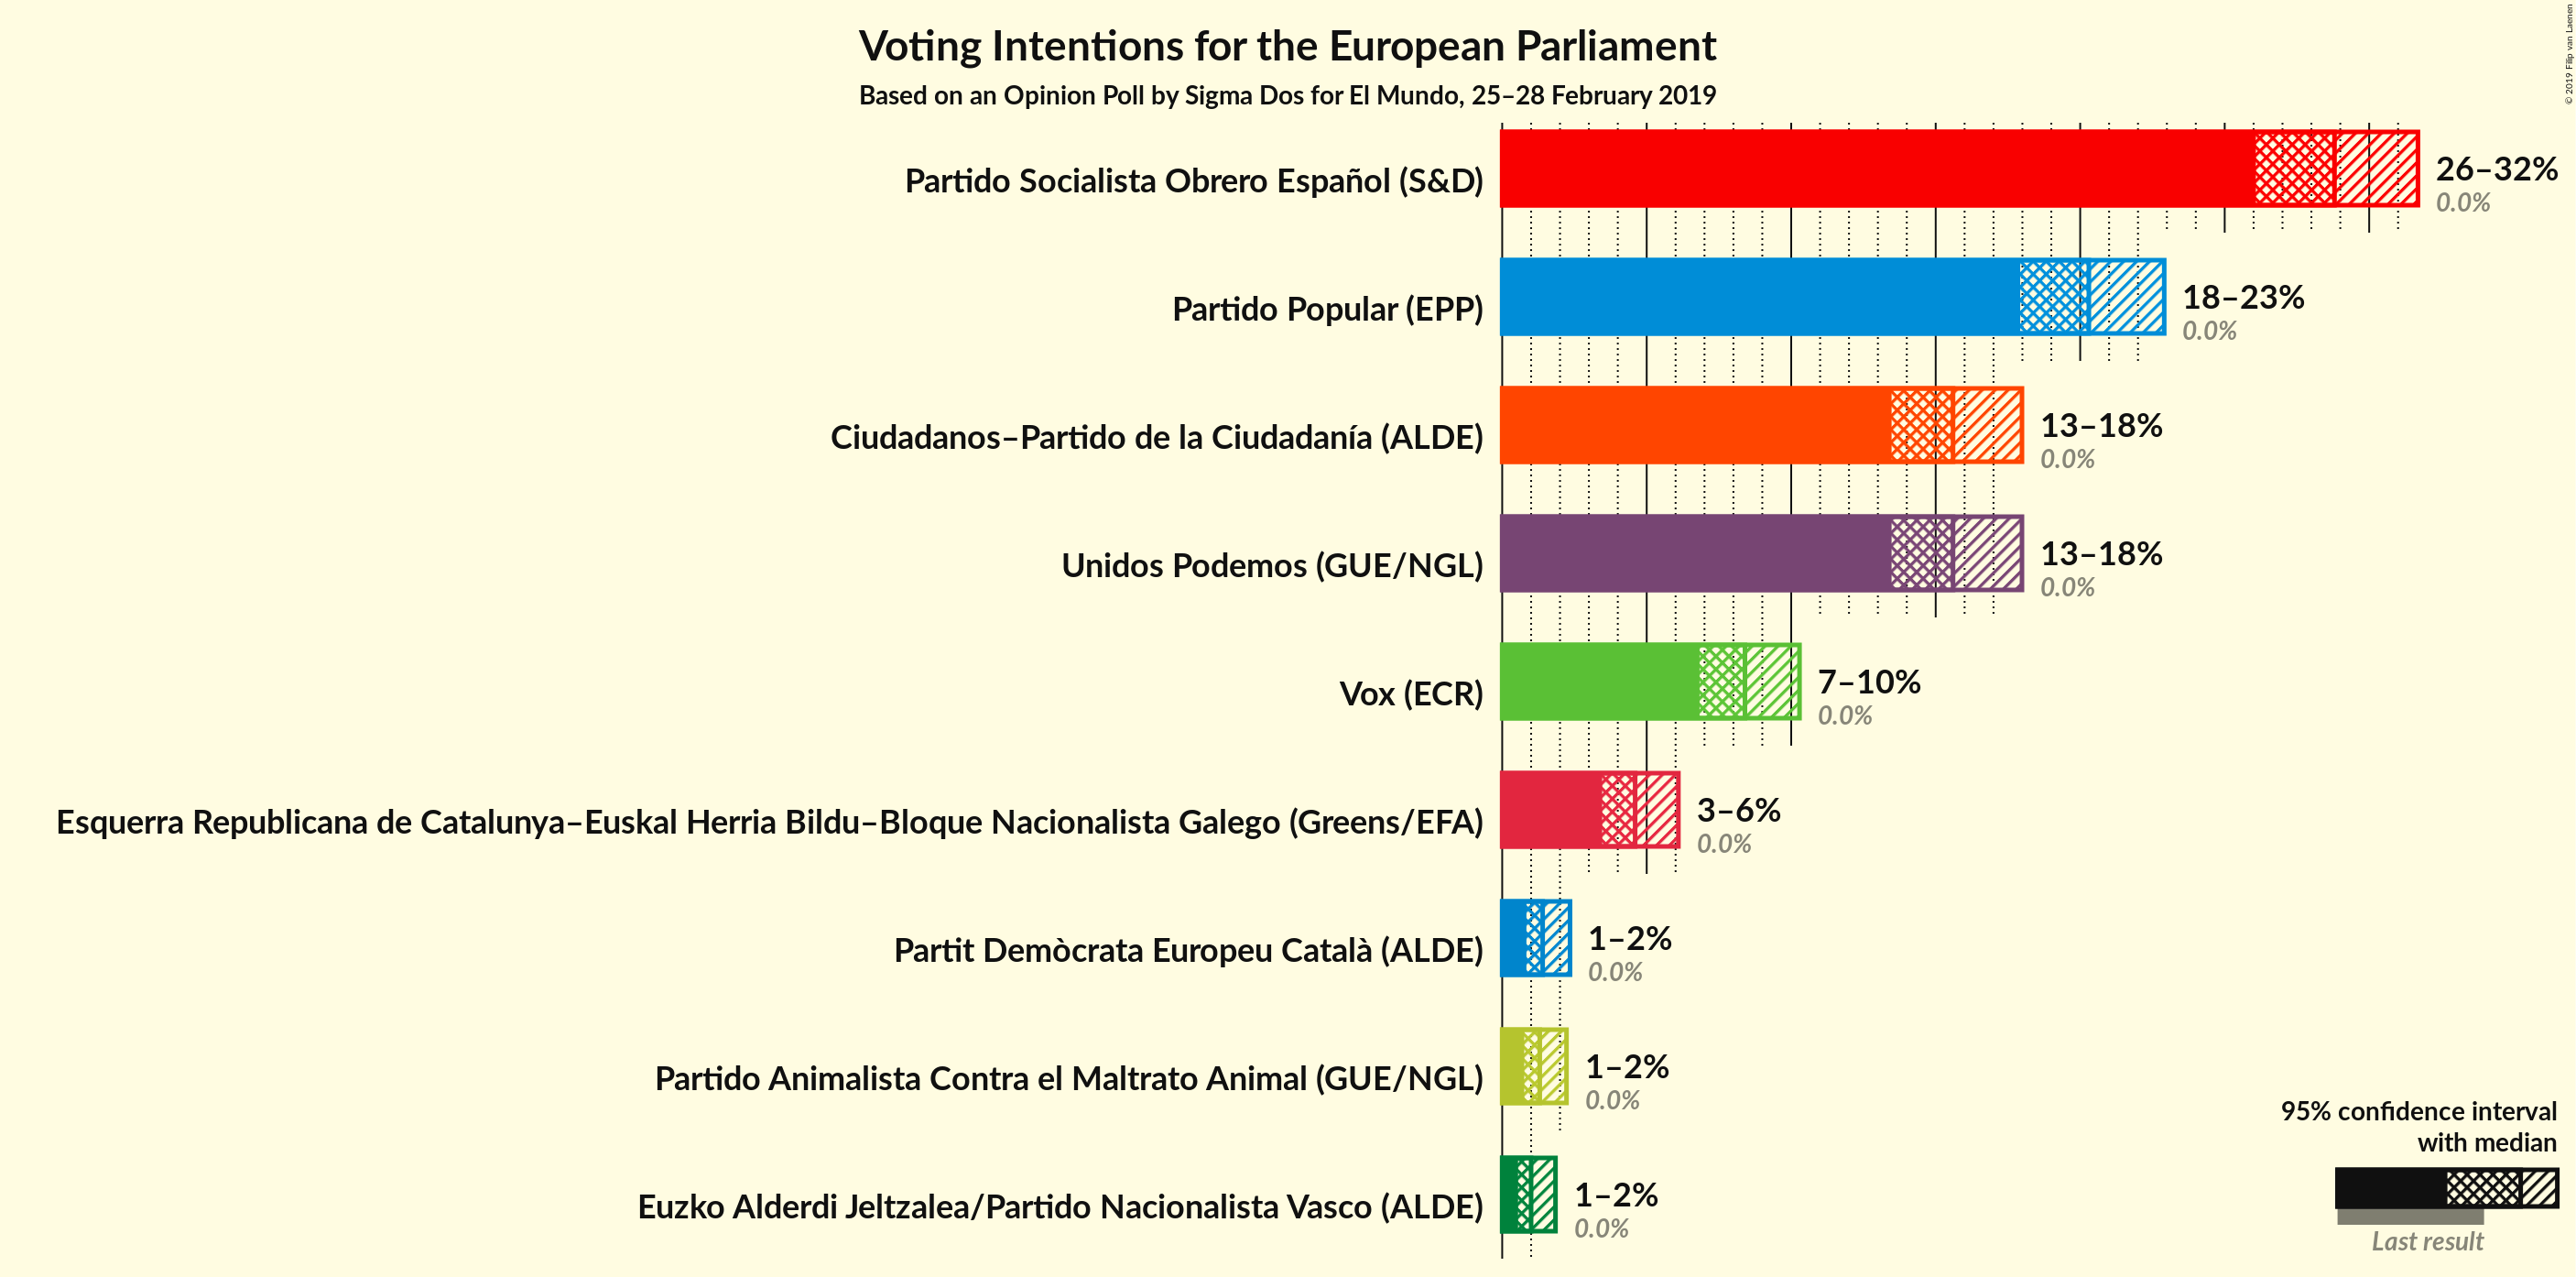 Voting Intentions for the European Parliament
Based on an Opinion Poll by Sigma Dos for El Mundo, 25–28 February 2019
© 2019 Filip van Laenen
Partido Socialista Obrero Español (S&D)
26–32%
0.0%
Partido Popular (EPP)
18–23%
0.0%
Ciudadanos–Partido de la Ciudadanía (ALDE)
13–18%
0.0%
Unidos Podemos (GUE/NGL)
13–18%
0.0%
Vox (ECR)
7–10%
0.0%
Esquerra Republicana de Catalunya–Euskal Herria Bildu–Bloque Nacionalista Galego (Greens/EFA)
3–6%
0.0%
Partit Demòcrata Europeu Català (ALDE)
1–2%
0.0%
Partido Animalista Contra el Maltrato Animal (GUE/NGL)
1–2%
0.0%
Euzko Alderdi Jeltzalea/Partido Nacionalista Vasco (ALDE)
1–2%
0.0%
95% confidence interval
with median
Last result